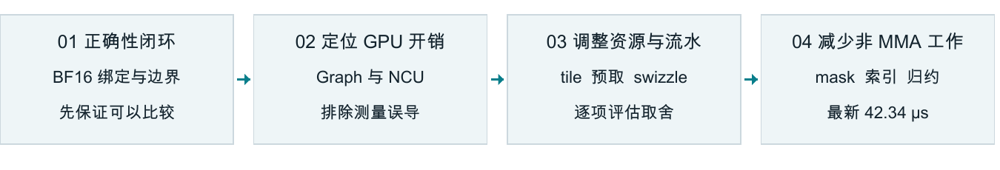 01 正确性闭环
BF16 绑定与边界
先保证可以比较
02 定位 GPU 开销
Graph 与 NCU
排除测量误导
03 调整资源与流水
tile 预取 swizzle
逐项评估取舍
04 减少非 MMA 工作
mask 索引 归约
最新 42.34 μs